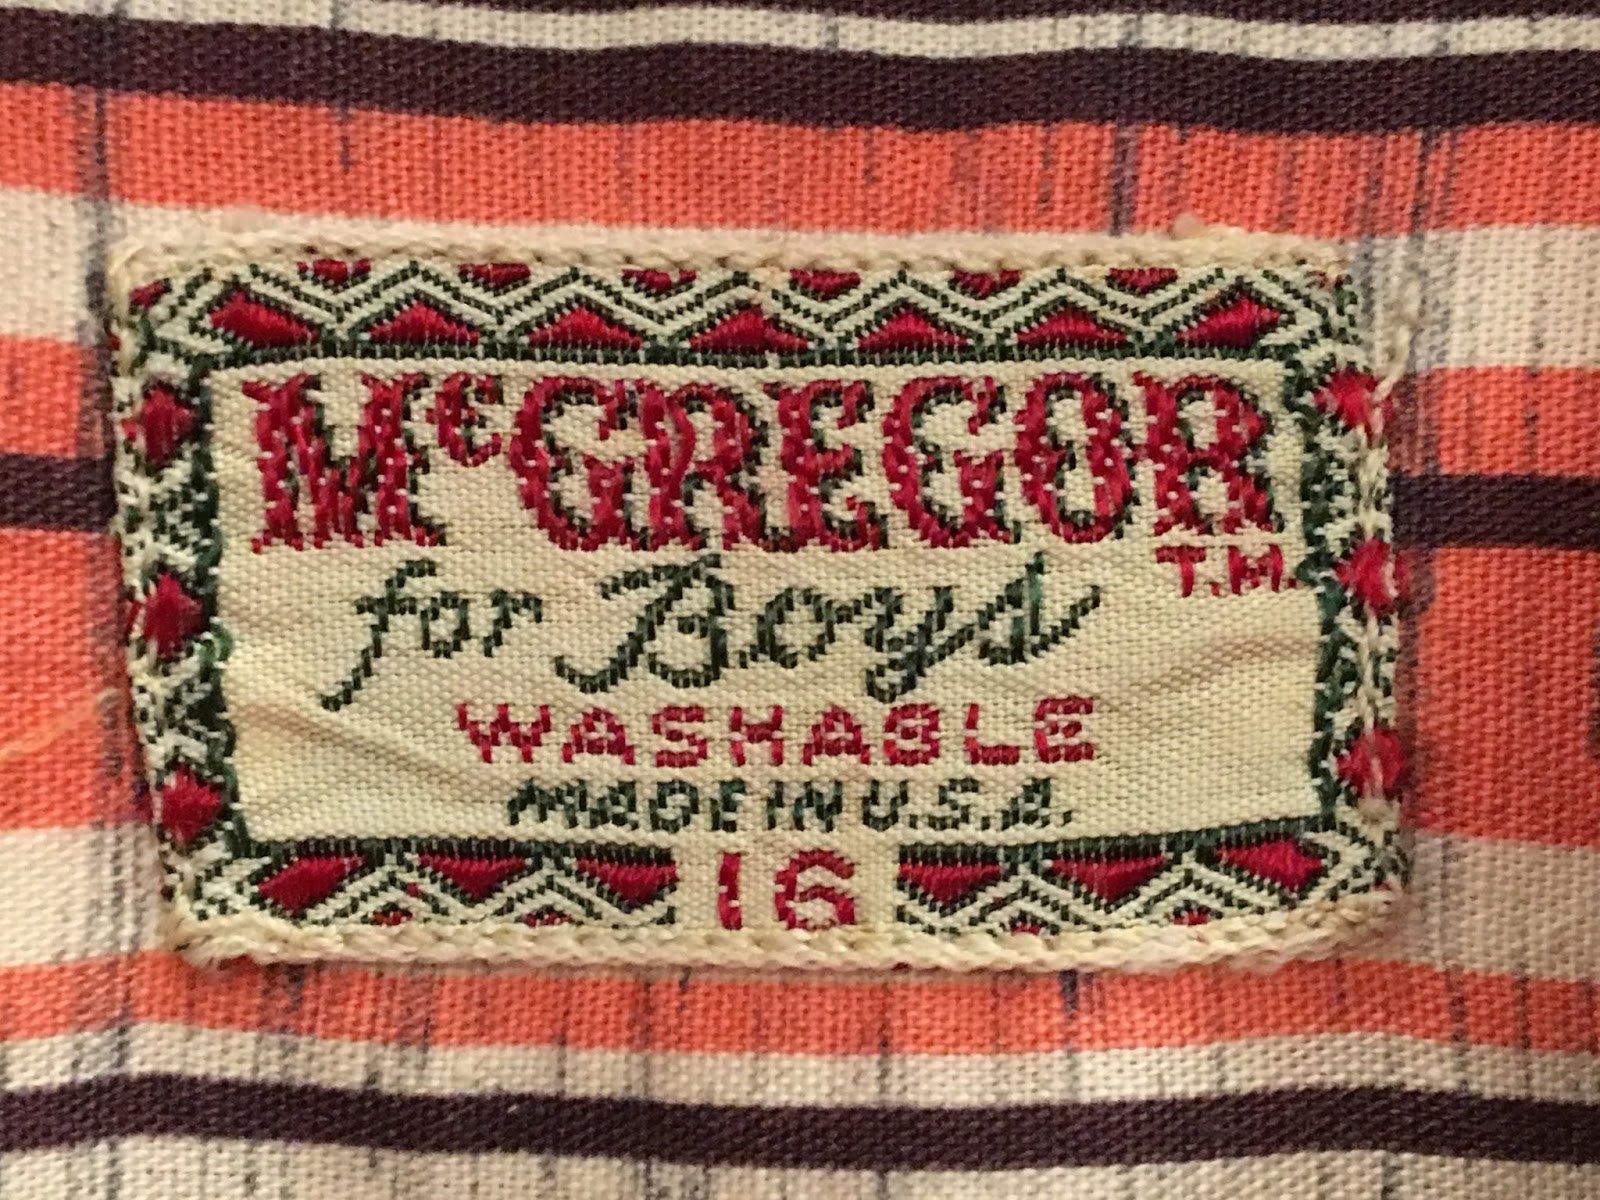 McGREGOR
T.M.
for Boys
WASHABLE
MADE IN U.S.A.
16